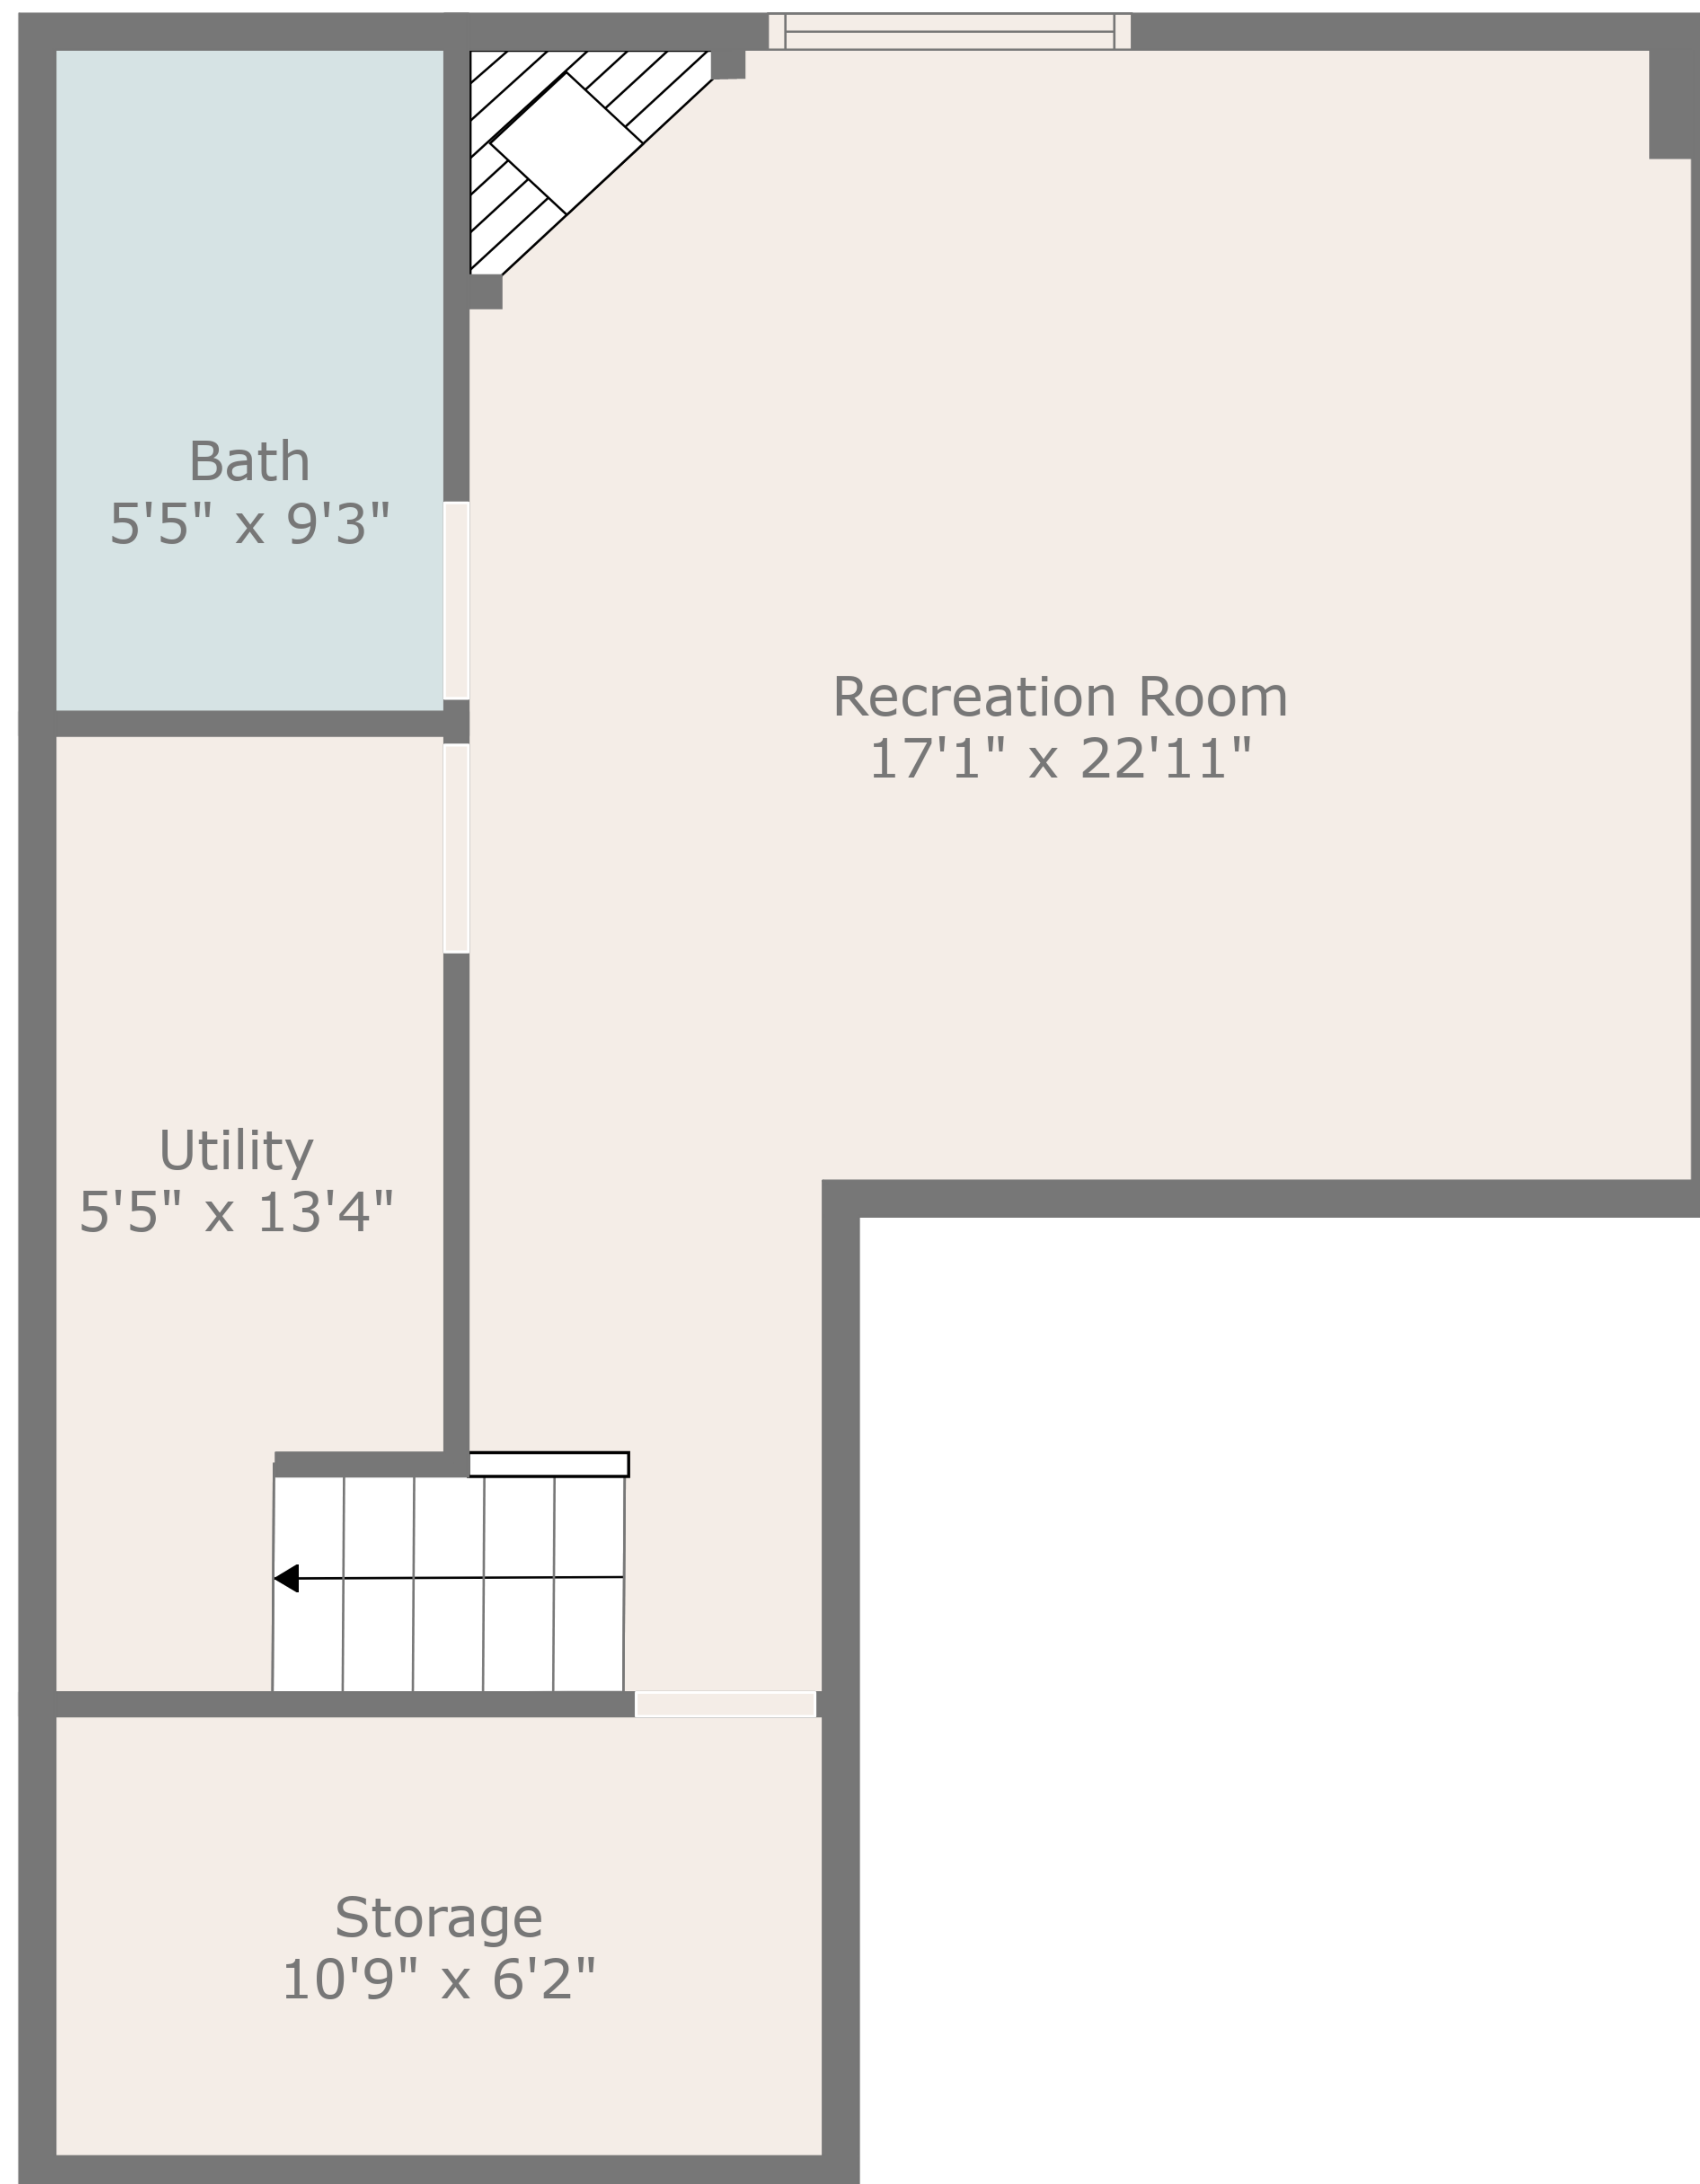 Bath
5'5" x 9'3"
Recreation Room
17'1" x 22'11"
Utility
5'5" x 13'4"
Storage
10'9" x 6'2"